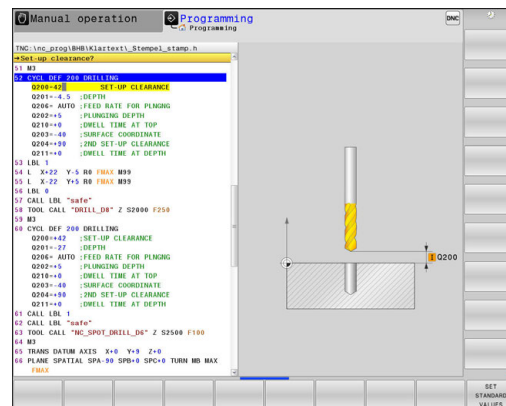 Manual operation
Programming
Programming
DNC
TNC:\nc_prog\BHB\Klartext\_Stempel_stamp.h
→Set-up clearance?
51 M3
52 CYCL DEF 200 DRILLING
Q200=42 SET-UP CLEARANCE
Q201=-4.5 ;DEPTH
Q206= AUTO ;FEED RATE FOR PLNGNG
Q202=+5 ;PLUNGING DEPTH
Q210=+0 ;DWELL TIME AT TOP
Q203=-40 ;SURFACE COORDINATE
Q204=+90 ;2ND SET-UP CLEARANCE
Q211=+0 ;DWELL TIME AT DEPTH
53 LBL 1
54 L X+22 Y-5 R0 FMAX M99
55 L X-22 Y+5 R0 FMAX M99
56 LBL 0
57 CALL LBL "safe"
58 TOOL CALL "DRILL_D8" Z S2000 F250
59 M3
60 CYCL DEF 200 DRILLING
Q200=+42 ;SET-UP CLEARANCE
Q201=-27 ;DEPTH
Q206= AUTO ;FEED RATE FOR PLNGNG
Q202=+5 ;PLUNGING DEPTH
Q210=+0 ;DWELL TIME AT TOP
Q203=-40 ;SURFACE COORDINATE
Q204=+90 ;2ND SET-UP CLEARANCE
Q211=+0 ;DWELL TIME AT DEPTH
61 CALL LBL 1
62 CALL LBL "safe"
63 TOOL CALL "NC_SPOT_DRILL_D6" Z S2500 F100
64 M3
65 TRANS DATUM AXIS X+0 Y+9 Z+0
66 PLANE SPATIAL SPA-90 SPB+0 SPC+0 TURN MB MAX
FMAX
I Q200
SET
STANDARD
VALUES